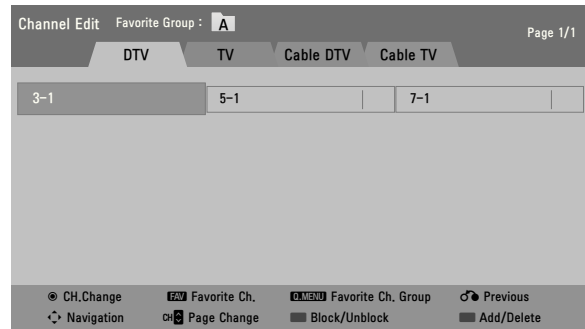 Channel Edit Favorite Group : A Page 1/1
DTV TV Cable DTV Cable TV
3-1 5-1 7-1
CH.Change FAV Favorite Ch. Q.MENU Favorite Ch. Group Previous
Navigation CH Page Change Block/Unblock Add/Delete